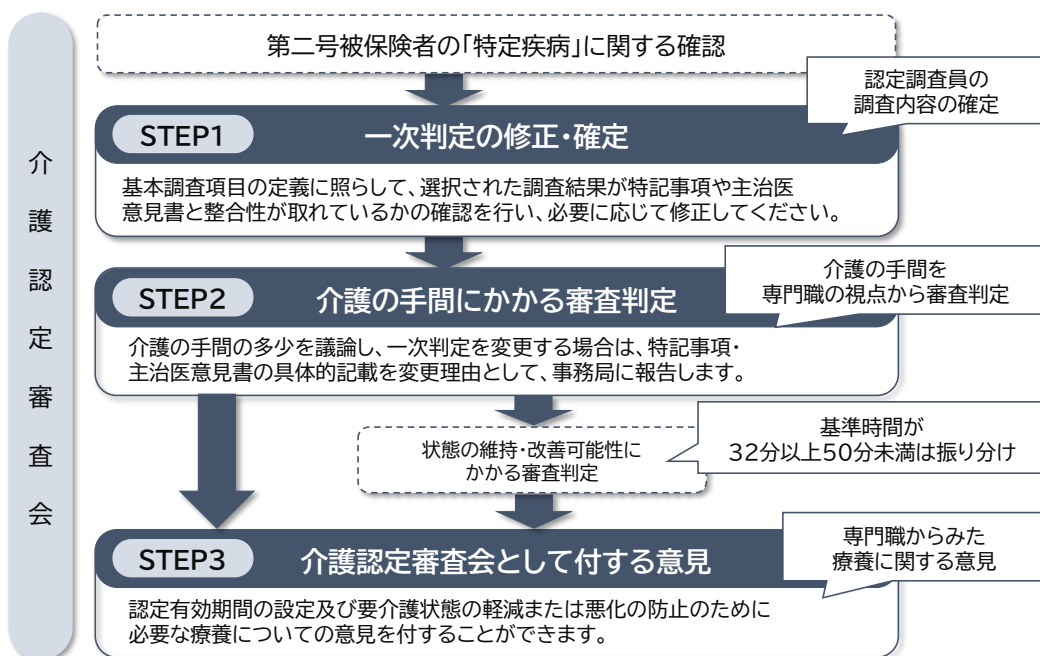 介護認定審査会
第二号被保険者の「特定疾病」に関する確認
認定調査員の
調査内容の確定
STEP1
一次判定の修正・確定
基本調査項目の定義に照らして、選択された調査結果が特記事項や主治医
意見書と整合性が取れているかの確認を行い、必要に応じて修正してください。
介護の手間を
専門職の視点から審査判定
STEP2
介護の手間にかかる審査判定
介護の手間の多少を議論し、一次判定を変更する場合は、特記事項・
主治医意見書の具体的記載を変更理由として、事務局に報告します。
状態の維持・改善可能性に
かかる審査判定
基準時間が
32分以上50分未満は振り分け
専門職からみた
療養に関する意見
STEP3
介護認定審査会として付する意見
認定有効期間の設定及び要介護状態の軽減または悪化の防止のために
必要な療養についての意見を付することができます。